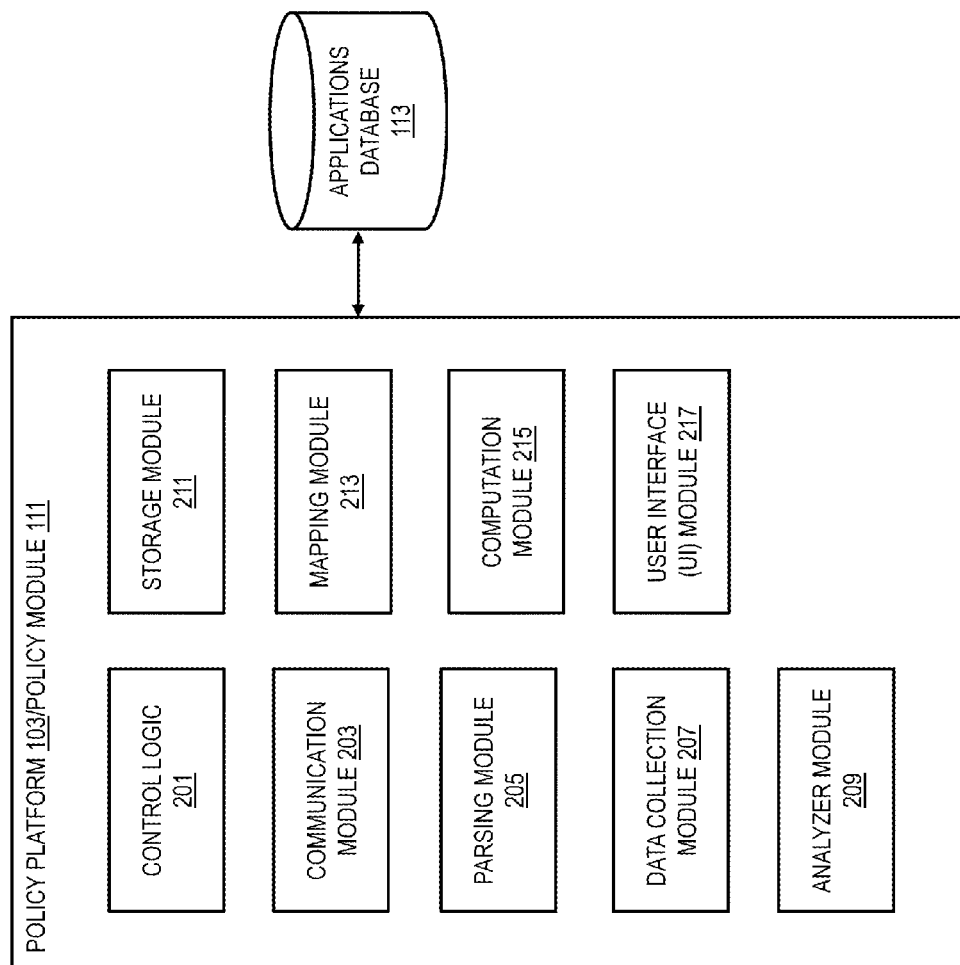 POLICY PLATFORM 103/POLICY MODULE 111
CONTROL LOGIC
201
COMMUNICATION
MODULE 203
PARSING MODULE
205
DATA COLLECTION
MODULE 207
ANALYZER MODULE
209
STORAGE MODULE
211
MAPPING MODULE
213
COMPUTATION
MODULE 215
USER INTERFACE
(UI) MODULE 217
APPLICATIONS
DATABASE
113